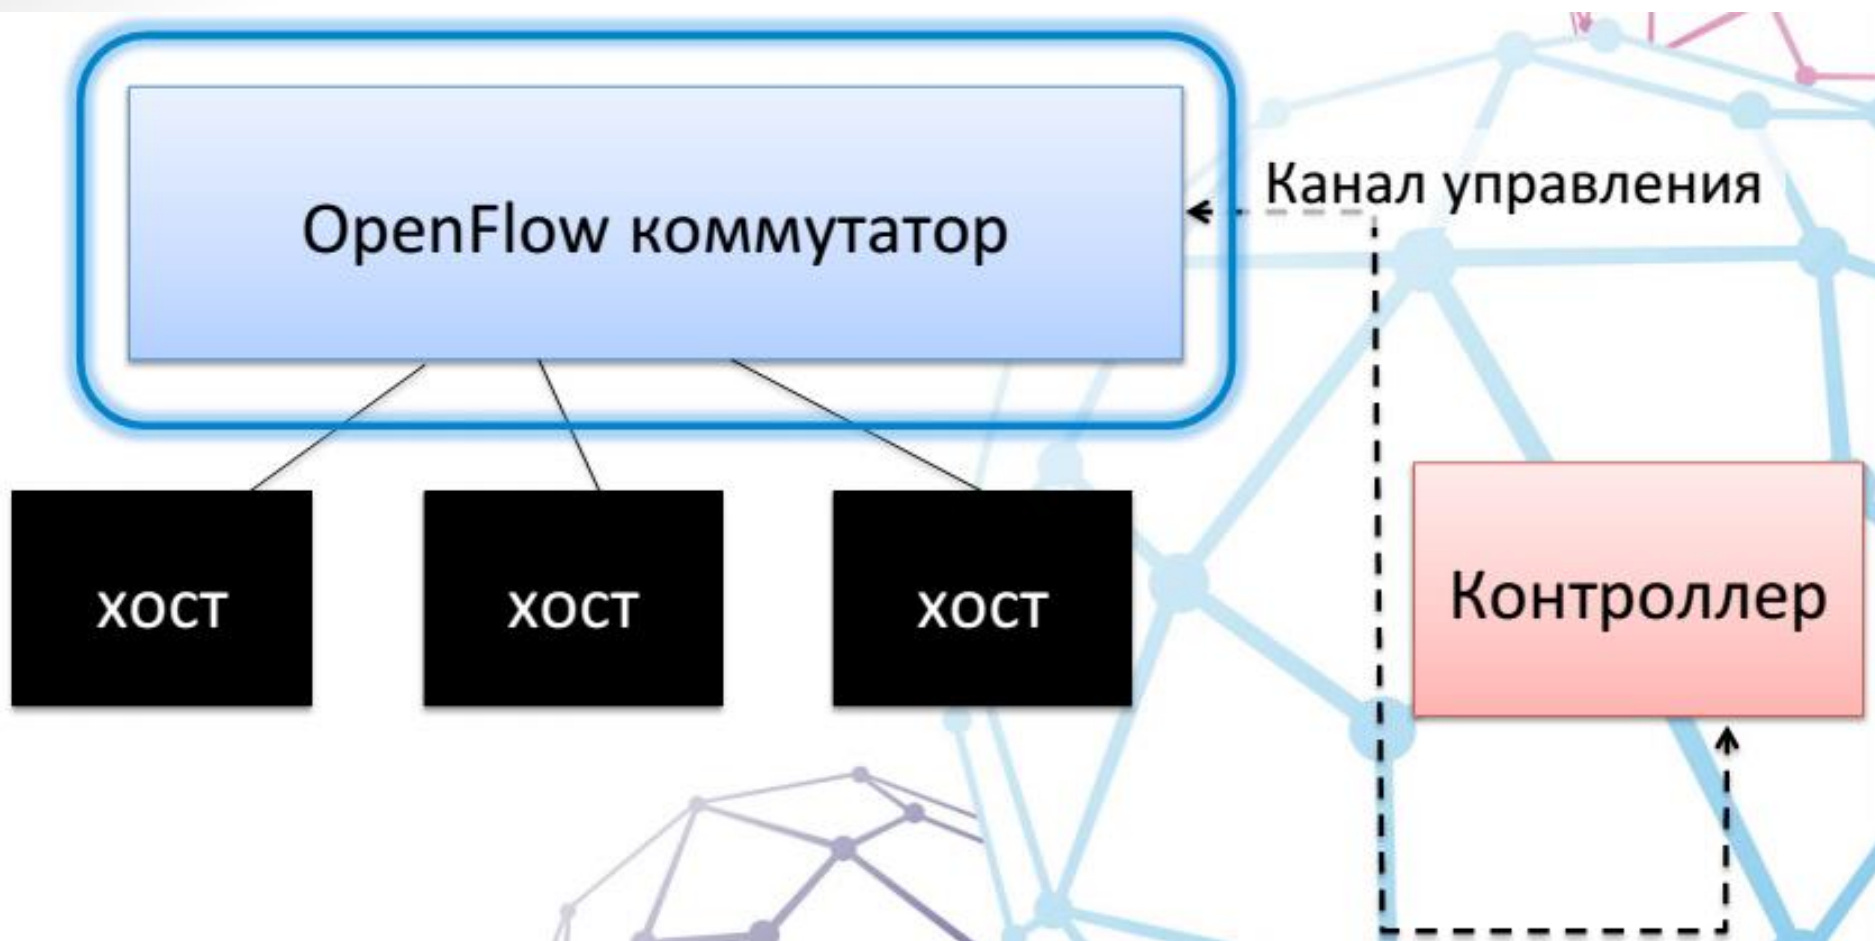 OpenFlow коммутатор
Канал управления
хост
хост
хост
Контроллер